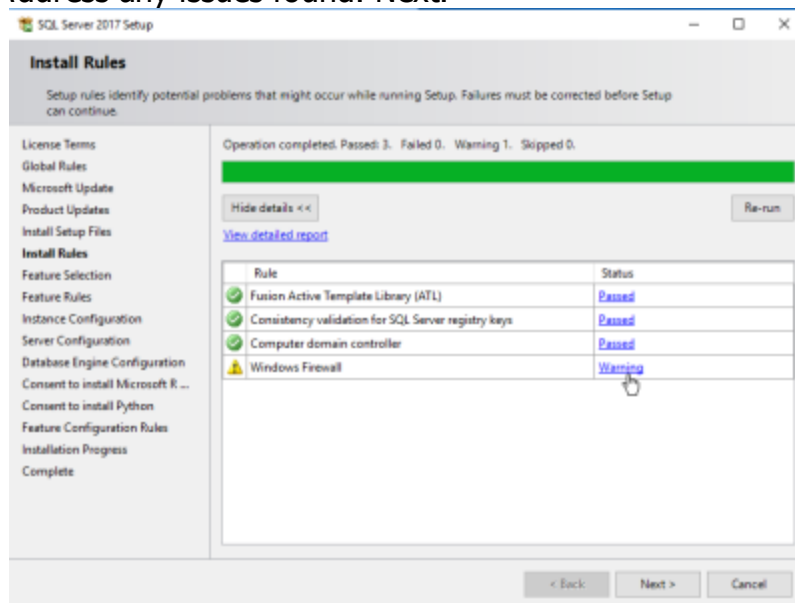 address any issues found. Next.
SQL Server 2017 Setup
Install Rules
Setup rules identify potential problems that might occur while running Setup. Failures must be corrected before Setup
can continue.
License Terms
Global Rules
Microsoft Update
Product Updates
Install Setup Files
Install Rules
Feature Selection
Feature Rules
Instance Configuration
Server Configuration
Database Engine Configuration
Consent to install Microsoft R ...
Consent to install Python
Feature Configuration Rules
Installation Progress
Complete
Operation completed. Passed: 3. Failed 0. Warning 1. Skipped 0.
Hide details <<
Re-run
View detailed report
Rule Status
Fusion Active Template Library (ATL) Passed
Consistency validation for SQL Server registry keys Passed
Computer domain controller Passed
Windows Firewall Warning
< Back Next > Cancel